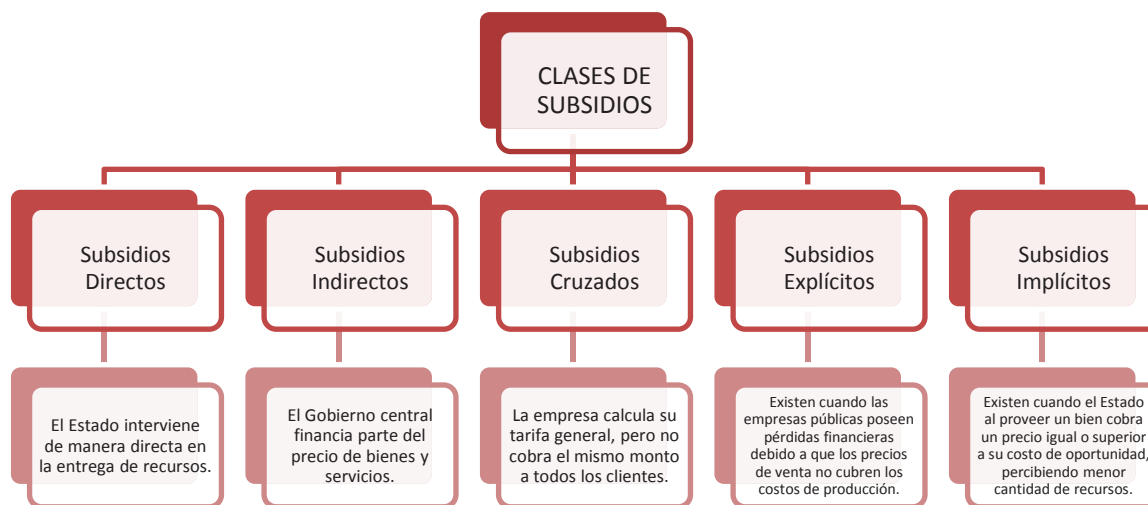 CLASES DE
SUBSIDIOS
Subsidios
Directos
Subsidios
Indirectos
Subsidios
Cruzados
Subsidios
Explícitos
Subsidios
Implícitos
El Estado interviene
de manera directa en
la entrega de recursos.
El Gobierno central
financia parte del
precio de bienes y
servicios.
La empresa calcula su
tarifa general, pero no
cobra el mismo monto
a todos los clientes.
Existen cuando las
empresas públicas poseen
pérdidas financieras
debido a que los precios
de venta no cubren los
costos de producción.
Existen cuando el Estado
al proveer un bien cobra
un precio igual o superior
a su costo de oportunidad,
percibiendo menor
cantidad de recursos.